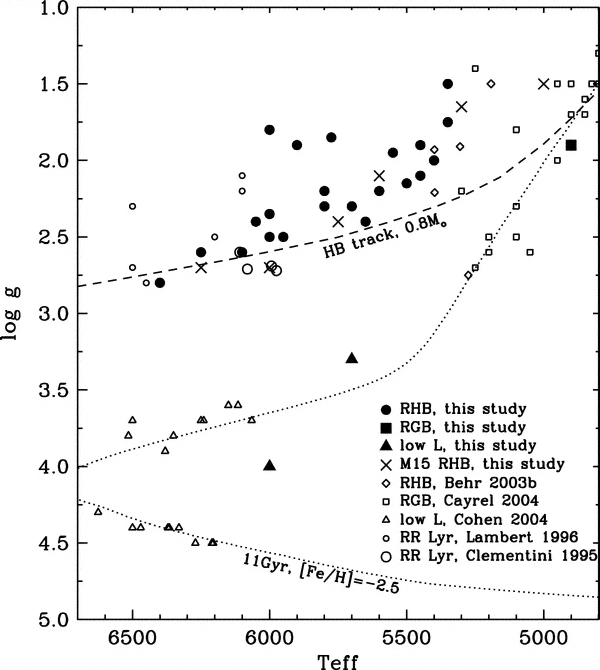 1.0
1.5
2.0
2.5
3.0
3.5
4.0
4.5
5.0
log g
HB track, 0.8M⊙
RHB, this study
RGB, this study
low L, this study
M15 RHB, this study
RHB, Behr 2003b
RGB, Cayrel 2004
low L, Cohen 2004
RR Lyr, Lambert 1996
RR Lyr, Clementini 1995
11Gyr, [Fe/H]=-2.5
6500 6000 5500 5000
Teff